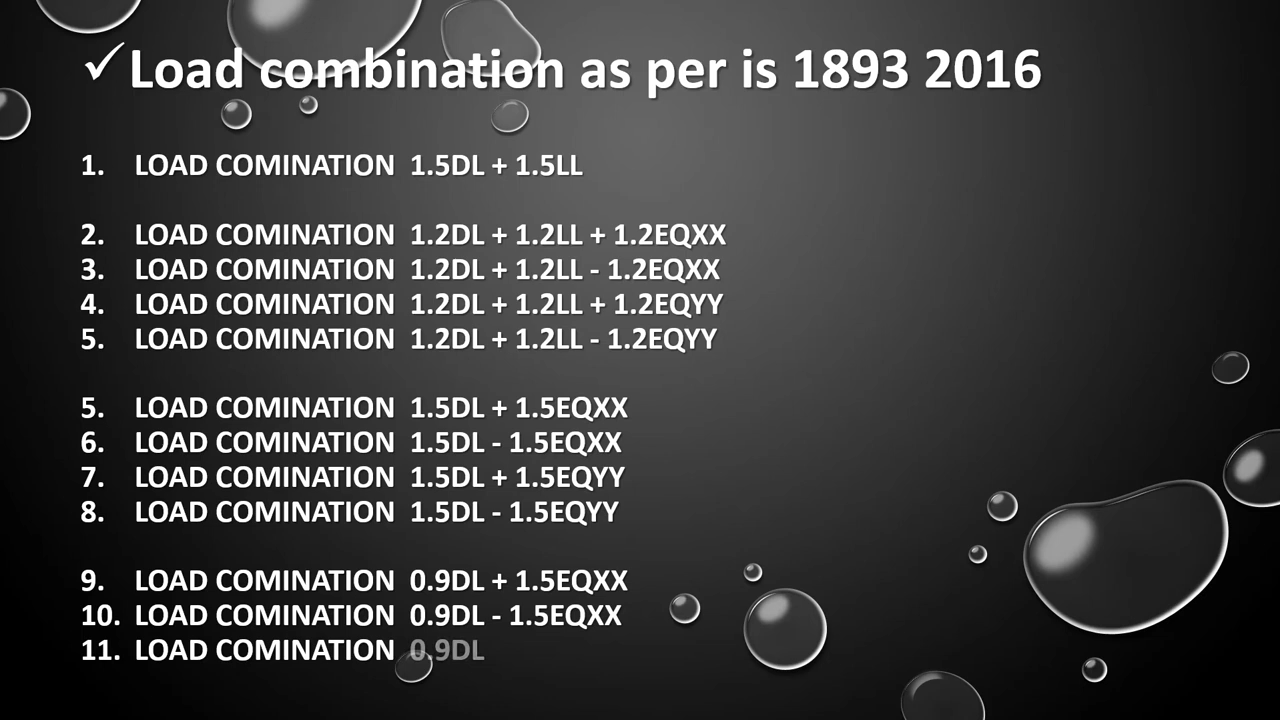 ✓Load combination as per is 1893 2016
1. LOAD COMINATION 1.5DL + 1.5LL
2. LOAD COMINATION 1.2DL + 1.2LL + 1.2EQXX
3. LOAD COMINATION 1.2DL + 1.2LL - 1.2EQXX
4. LOAD COMINATION 1.2DL + 1.2LL + 1.2EQYY
5. LOAD COMINATION 1.2DL + 1.2LL - 1.2EQYY
5. LOAD COMINATION 1.5DL + 1.5EQXX
6. LOAD COMINATION 1.5DL - 1.5EQXX
7. LOAD COMINATION 1.5DL + 1.5EQYY
8. LOAD COMINATION 1.5DL - 1.5EQYY
9. LOAD COMINATION 0.9DL + 1.5EQXX
10. LOAD COMINATION 0.9DL - 1.5EQXX
11. LOAD COMINATION 0.9DL